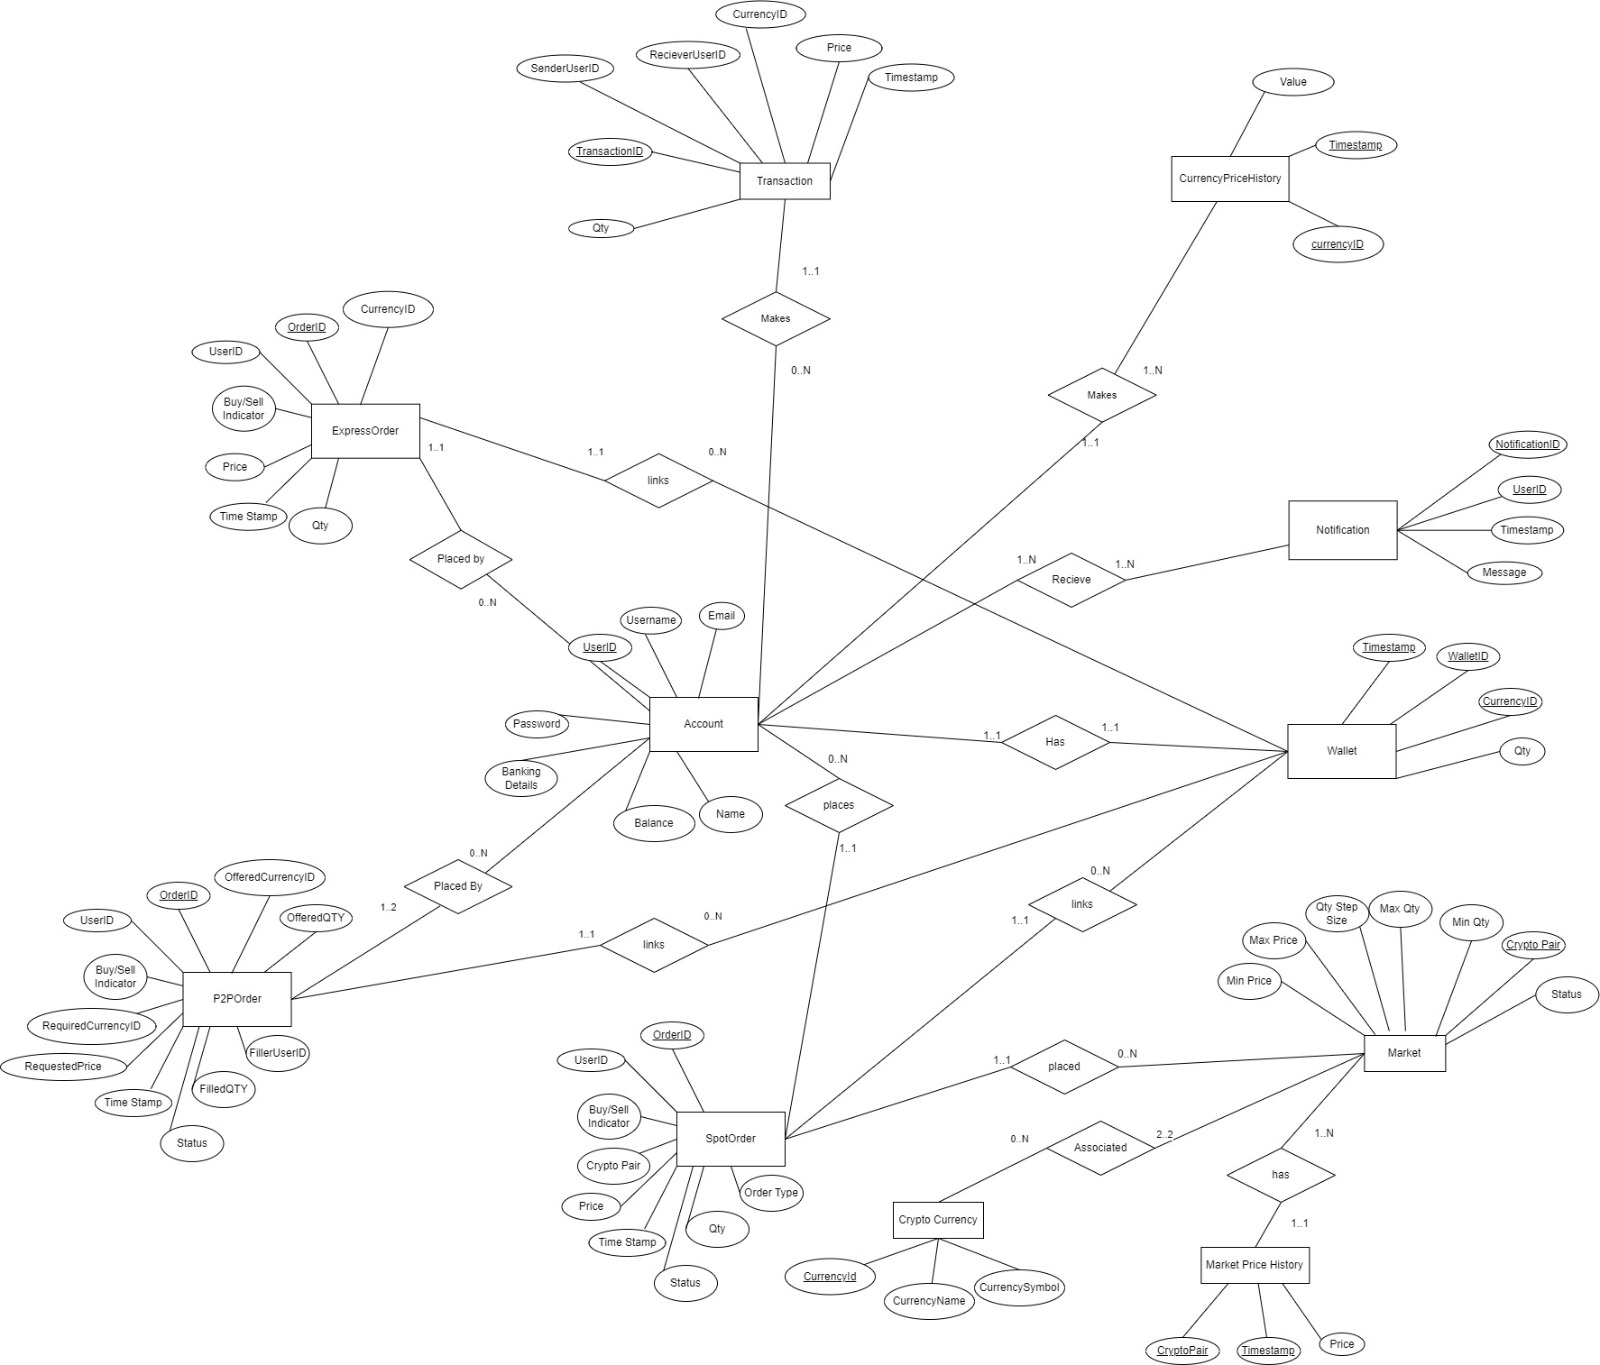 CurrencyID
RecieverUserID
Price
SenderUserID
Timestamp
TransactionID
Transaction
Qty
1..1
Makes
0..N
Value
Timestamp
CurrencyPriceHistory
currencyID
1..N
Makes
1..1
CurrencyID
OrderID
UserID
Buy/Sell
Indicator
ExpressOrder
1..1
Price
Time Stamp
Qty
1..1
links
0..N
Placed by
0..N
NotificationID
UserID
Notification
Timestamp
Message
1..N
Recieve
1..N
Username
Email
UserID
Password
Account
Banking
Details
Balance
Name
1..1
Has
1..1
Timestamp
WalletID
CurrencyID
Wallet
Qty
0..N
places
1..1
0..N
Placed By
1..2
OfferedCurrencyID
OrderID
UserID
OfferedQTY
Buy/Sell
Indicator
P2POrder
RequiredCurrencyID
RequestedPrice
FillerUserID
FilledQTY
Time Stamp
Status
1..1
links
0..N
0..N
links
1..1
Qty Step
Size
Max Qty
Min Qty
Max Price
Crypto Pair
Min Price
Status
Market
1..1
placed
0..N
OrderID
UserID
Buy/Sell
Indicator
SpotOrder
Crypto Pair
Price
Order Type
Time Stamp
Qty
Status
0..N
Associated
2..2
1..N
has
1..1
Crypto Currency
CurrencyId
CurrencyName
CurrencySymbol
Market Price History
CryptoPair
Timestamp
Price